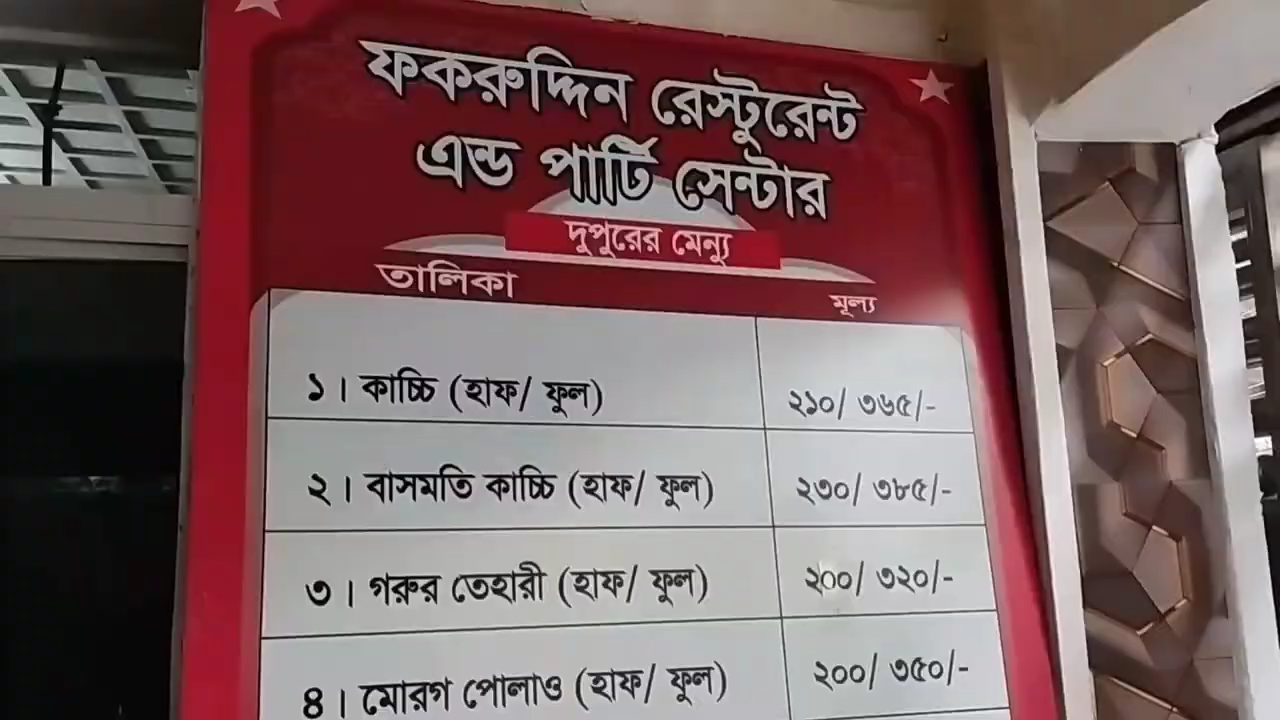 ফকরুদ্দিন রেস্টুরেন্ট
এন্ড পার্টি সেন্টার
দুপুরের মেন্যু
তালিকা মূল্য
১। কাচ্চি (হাফ/ ফুল) ২১০/ ৩৬৫/-
২। বাসমতি কাচ্চি (হাফ/ ফুল) ২৩০/ ৩৮৫/-
৩। গরুর তেহারী (হাফ/ ফুল) ২০০/ ৩২০/-
৪। মোরগ পোলাও (হাফ/ ফুল) ২০০/ ৩৫০/-